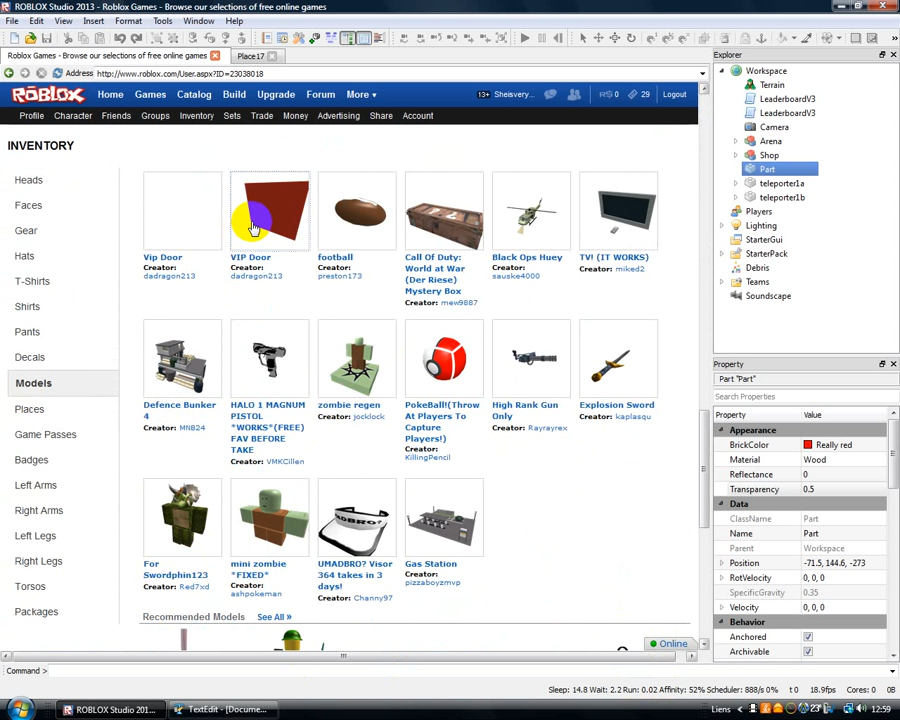 ROBLOX Studio 2013 - Roblox Games - Browse our selections of free online games
File Edit View Insert Format Tools Window Help
Roblox Games - Browse our selections of free online games Place17
Address http://www.roblox.com/User.aspx?ID=23038018
ROBLOX Home Games Catalog Build Upgrade Forum More 13+ Sheisvery... R$ 0 29 Logout
Profile Character Friends Groups Inventory Sets Trade Money Advertising Share Account
INVENTORY
Heads
Faces
Gear
Hats
T-Shirts
Shirts
Pants
Decals
Models
Places
Game Passes
Badges
Left Arms
Right Arms
Left Legs
Right Legs
Torsos
Packages
Vip Door
Creator:
dadragon213
VIP Door
Creator:
dadragon213
football
Creator:
preston173
Call Of Duty:
World at War
(Der Riese)
Mystery Box
Creator: mew9887
Black Ops Huey
Creator:
sauske4000
TV! (IT WORKS)
Creator: miked2
Defence Bunker
4
Creator: MNB24
HALO 1 MAGNUM
PISTOL
*WORKS*(FREE)
FAV BEFORE
TAKE
Creator: VMKCillen
zombie regen
Creator: jocklock
PokeBall!(Throw
At Players To
Capture
Players!)
Creator:
KillingPencil
High Rank Gun
Only
Creator: Rayrayrex
Explosion Sword
Creator: kaplasqu
For
Swordphin123
Creator: Red7xd
mini zombie
*FIXED*
Creator:
ashpokeman
MADBRO?
UMADBRO? Visor
364 takes in 3
days!
Creator: Channy97
Gas Station
Creator:
pizzaboyzmvp
Recommended Models See All »
Online
Explorer
Workspace
Terrain
LeaderboardV3
LeaderboardV3
Camera
Arena
Shop
Part
teleporter1a
teleporter1b
Players
Lighting
StarterGui
StarterPack
Debris
Teams
Soundscape
Property
Part "Part"
Search Properties
Property Value
Appearance
BrickColor Really red
Material Wood
Reflectance 0
Transparency 0.5
Data
ClassName Part
Name Part
Parent Workspace
Position -71.5, 144.6, -273
RotVelocity 0, 0, 0
SpecificGravity 0.35
Velocity 0, 0, 0
Behavior
Anchored
Archivable
Command >
Sleep: 14.8 Wait: 2.2 Run: 0.02 Affinity: 52% Scheduler: 888/s 0% t 0 18.9fps Cores: 0 0B
ROBLOX Studio 201... TextEdit - [Docume... Liens » 12:59